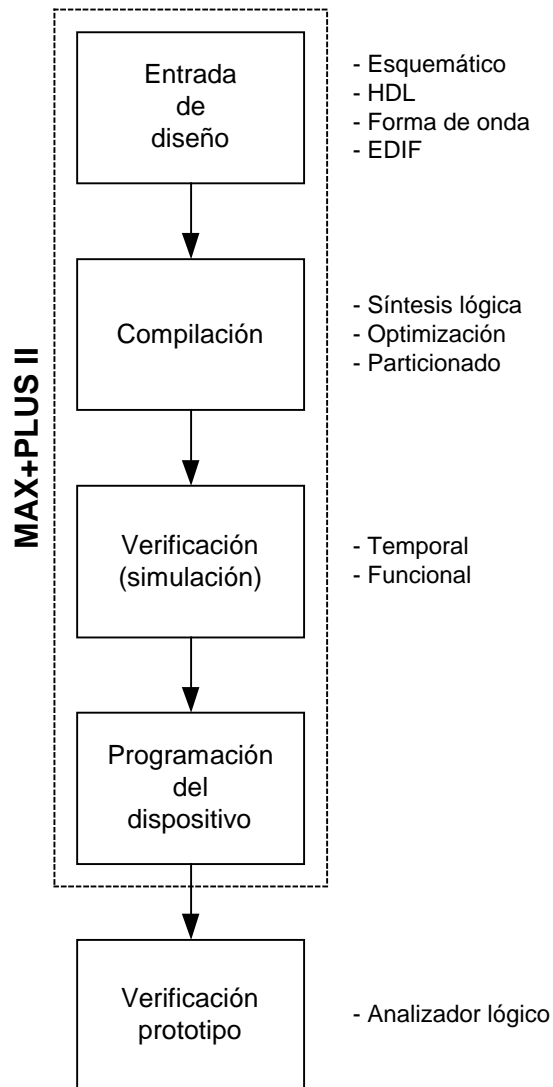 Entrada
de
diseño
- Esquemático
- HDL
- Forma de onda
- EDIF
Compilación
- Síntesis lógica
- Optimización
- Particionado
MAX+PLUS II
Verificación
(simulación)
- Temporal
- Funcional
Programación
del
dispositivo
Verificación
prototipo
- Analizador lógico